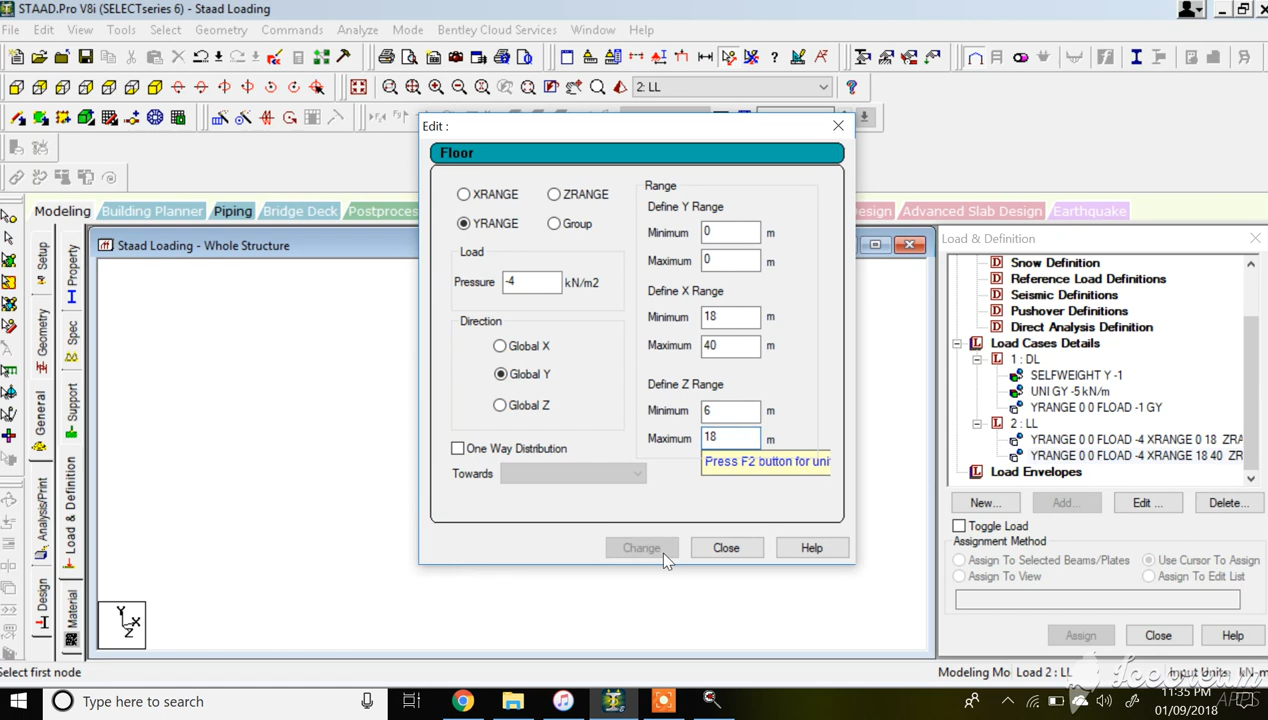 STAAD.Pro V8i (SELECTseries 6) - Staad Loading
File Edit View Tools Select Geometry Commands Analyze Mode Bentley Cloud Services Window Help
2: LL
Modeling Building Planner Piping Bridge Deck Postproces Design Advanced Slab Design Earthquake
Staad Loading - Whole Structure
Setup
Geometry
General
Analysis/Print
Design
Property
Spec
Support
Load & Definition
Material
Y
X
Z
Edit :
Floor
XRANGE ZRANGE
YRANGE Group
Load
Pressure -4 kN/m2
Direction
Global X
Global Y
Global Z
One Way Distribution
Towards
Range
Define Y Range
Minimum 0 m
Maximum 0 m
Define X Range
Minimum 18 m
Maximum 40 m
Define Z Range
Minimum 6 m
Maximum 18 m
Press F2 button for uni
Change Close Help
Load & Definition
Snow Definition
Reference Load Definitions
Seismic Definitions
Pushover Definitions
Direct Analysis Definition
Load Cases Details
1 : DL
SELFWEIGHT Y -1
UNI GY -5 kN/m
YRANGE 0 0 FLOAD -1 GY
2 : LL
YRANGE 0 0 FLOAD -4 XRANGE 0 18 ZRA
YRANGE 0 0 FLOAD -4 XRANGE 18 40 ZR
Load Envelopes
New... Add... Edit ... Delete...
Toggle Load
Assignment Method
Assign To Selected Beams/Plates Use Cursor To Assign
Assign To View Assign To Edit List
Assign Close Help
Select first node
Modeling Mo Load 2 : LL Input Units: kN-m
Icecream
APPS
Type here to search
11:35 PM
01/09/2018